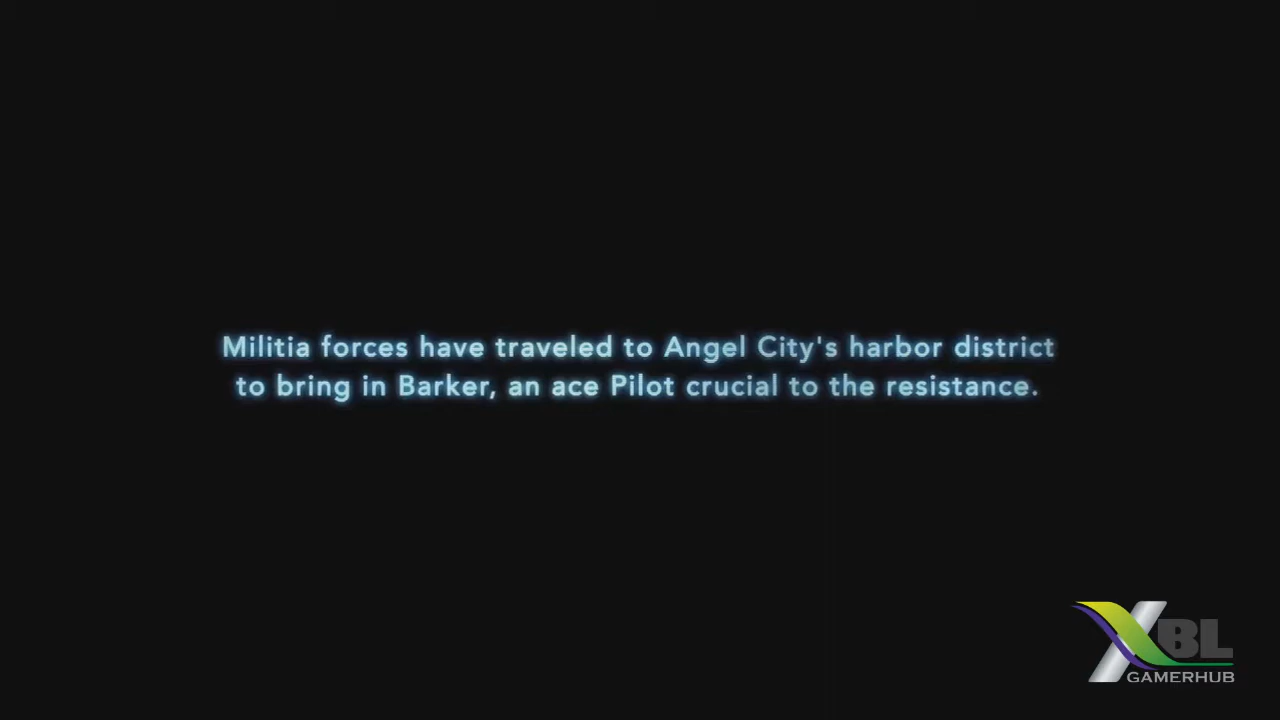 Militia forces have traveled to Angel City's harbor district
to bring in Barker, an ace Pilot crucial to the resistance.
XBL
GAMERHUB